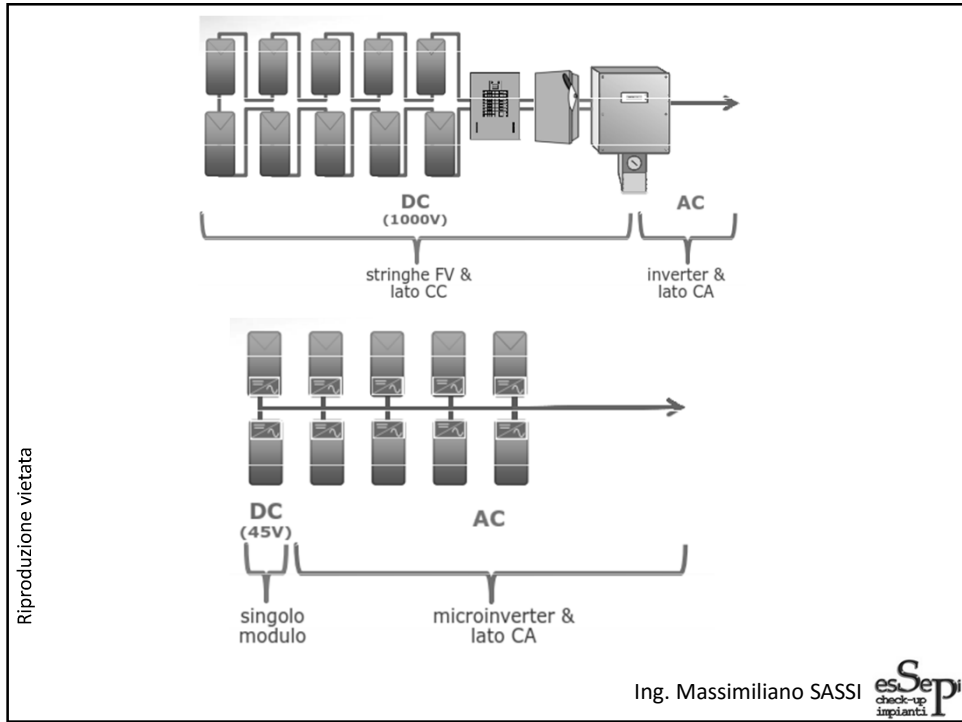 DC
(1000V)
AC
stringhe FV &
lato CC
inverter &
lato CA
DC
(45V)
AC
singolo
modulo
microinverter &
lato CA
Riproduzione vietata
Ing. Massimiliano SASSI
esSePi
check-up
impianti